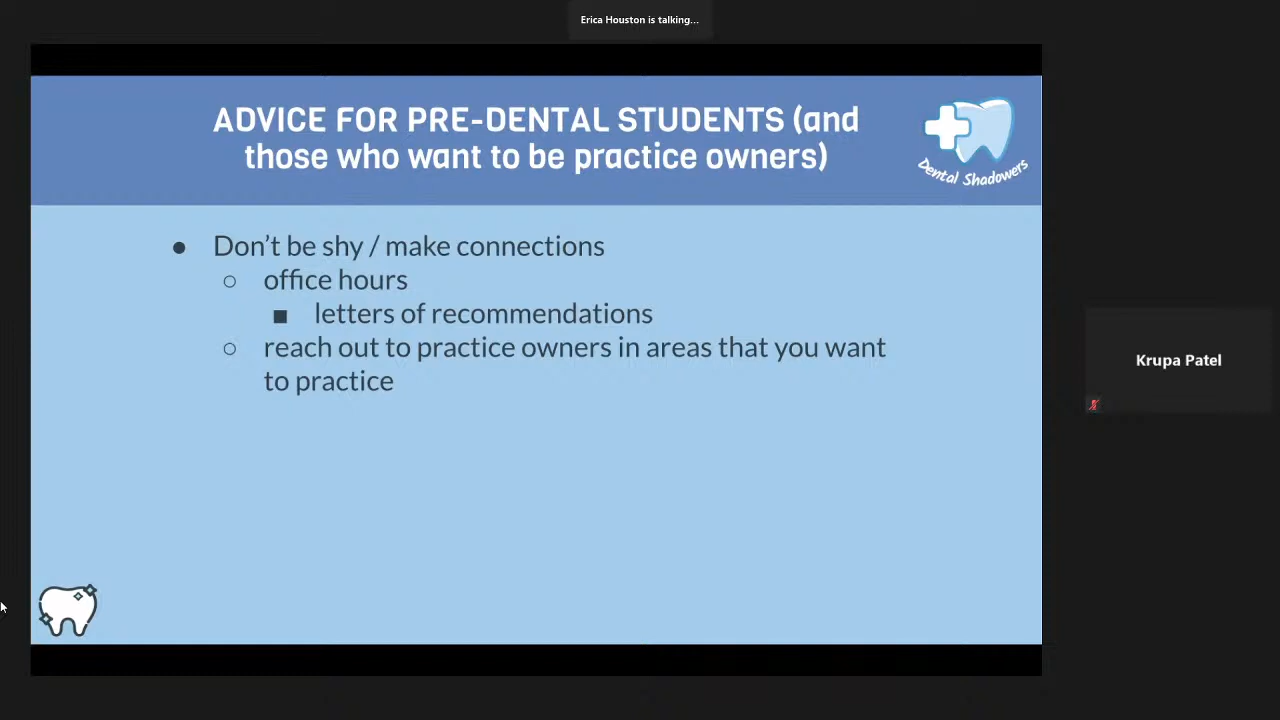 Erica Houston is talking...
ADVICE FOR PRE-DENTAL STUDENTS (and
those who want to be practice owners)
Dental Shadowers
● Don't be shy / make connections
○ office hours
■ letters of recommendations
○ reach out to practice owners in areas that you want
to practice
Krupa Patel